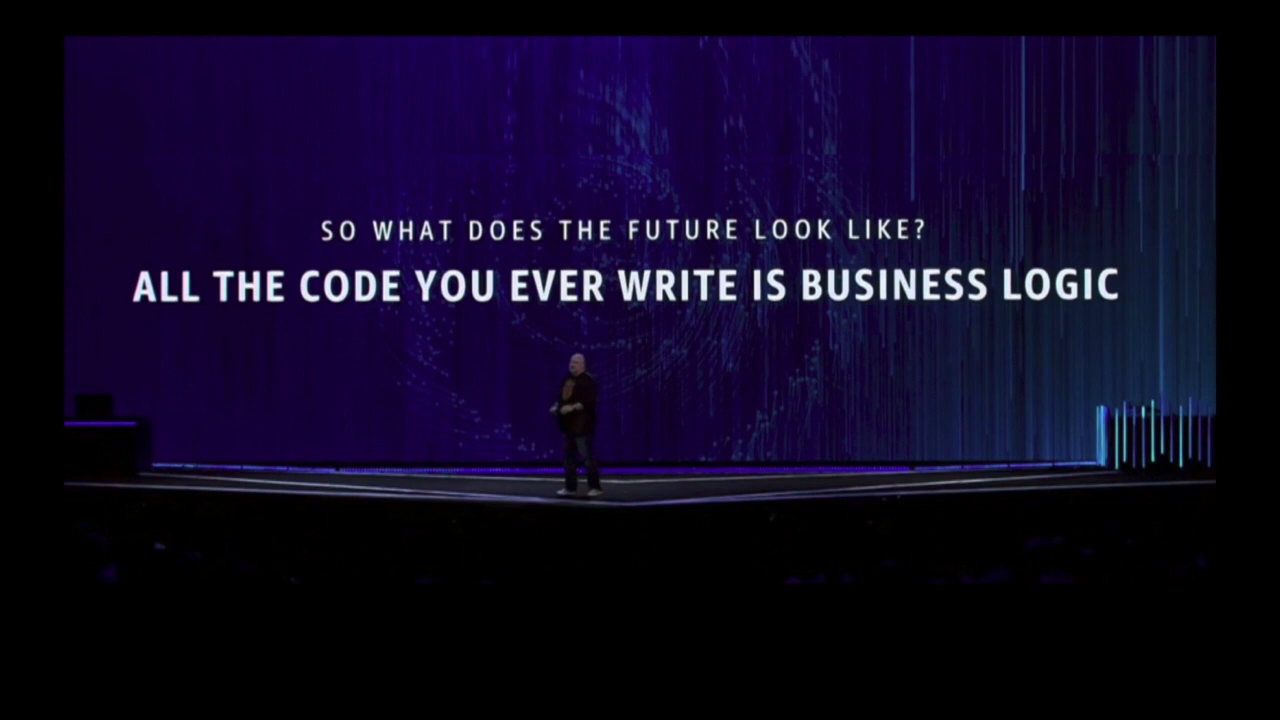 SO WHAT DOES THE FUTURE LOOK LIKE?
ALL THE CODE YOU EVER WRITE IS BUSINESS LOGIC